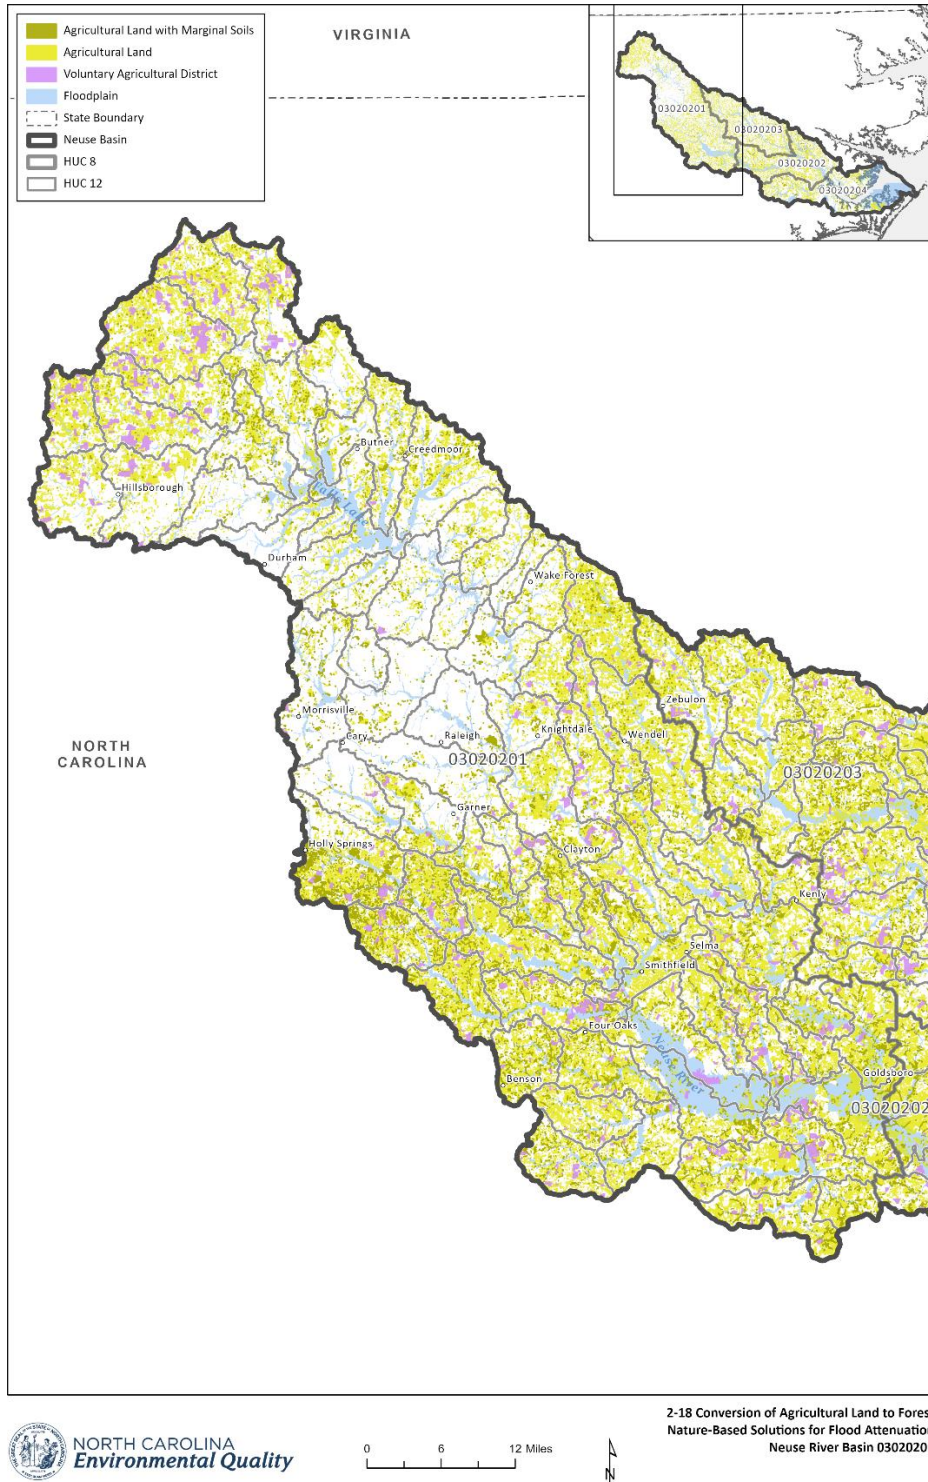 Agricultural Land with Marginal Soils
Agricultural Land
Voluntary Agricultural District
Floodplain
State Boundary
Neuse Basin
HUC 8
HUC 12
VIRGINIA
03020201
03020203
03020202
03020204
Butner
Creedmoor
Hillsborough
Falls Lake
Durham
Wake Forest
Zebulon
Morrisville
Cary
Raleigh
Knightdale
Wendell
NORTH
CAROLINA
03020201
03020203
Garner
Holly Springs
Clayton
Kenly
Selma
Smithfield
Four Oaks
Neuse River
Benson
Goldsboro
03020202
NORTH CAROLINA
Environmental Quality
0 6 12 Miles
N
2-18 Conversion of Agricultural Land to Fores
Nature-Based Solutions for Flood Attenuation
Neuse River Basin 0302020